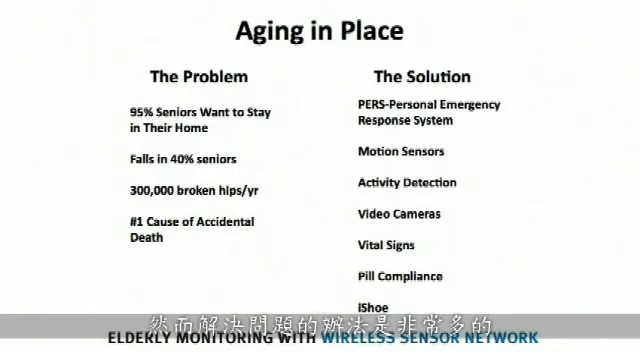 Aging in Place
The Problem
95% Seniors Want to Stay
in Their Home
Falls in 40% seniors
300,000 broken hips/yr
#1 Cause of Accidental
Death
The Solution
PERS-Personal Emergency
Response System
Motion Sensors
Activity Detection
Video Cameras
Vital Signs
Pill Compliance
iShoe
然而解決問題的辦法是非常多的
ELDERLY MONITORING WITH WIRELESS SENSOR NETWORK